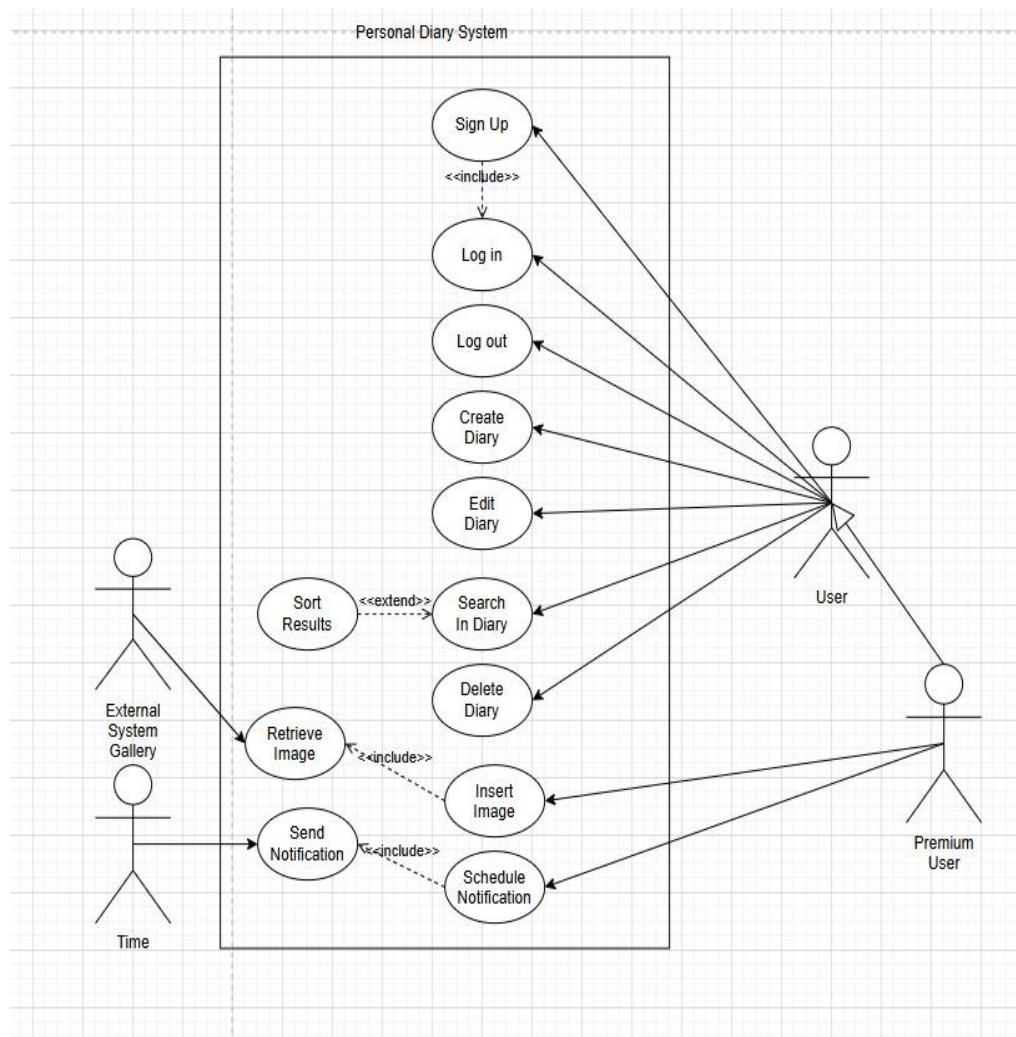 Personal Diary System
Sign Up
<<include>>
Log in
Log out
Create
Diary
Edit
Diary
Sort
Results
<<extend>>
Search
In Diary
Delete
Diary
External
System
Gallery
Retrieve
Image
<<include>>
Insert
Image
Send
Notification
<<include>>
Schedule
Notification
Time
User
Premium
User